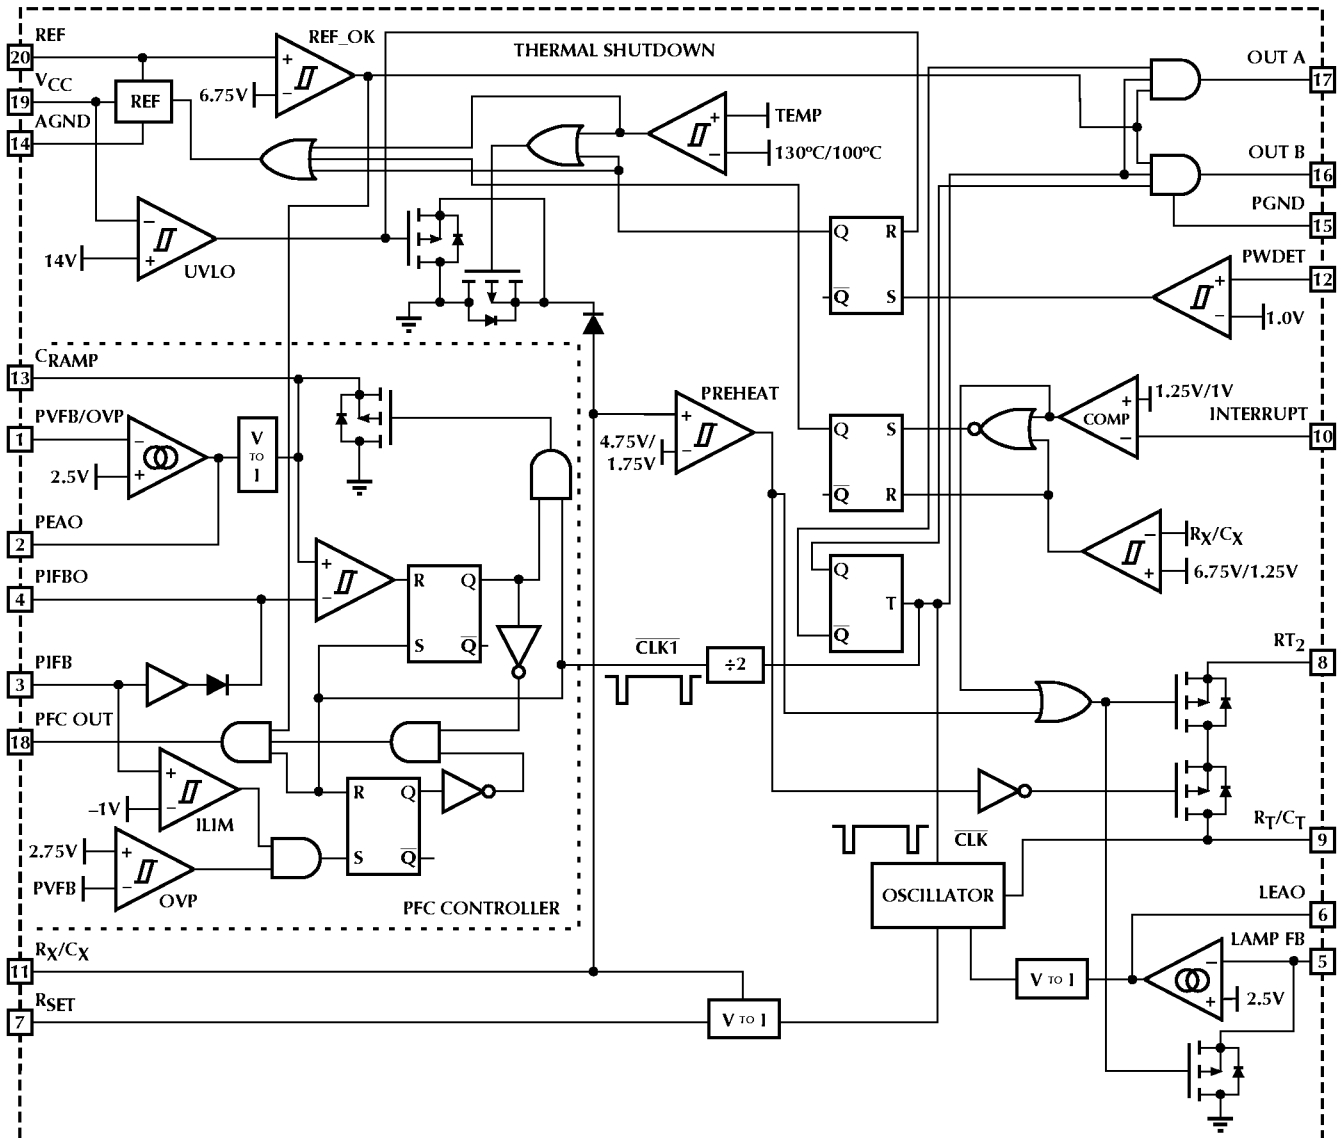 REF
20
VCC
19
AGND
14
REF
+
−
6.75V
REF_OK
THERMAL SHUTDOWN
+
−
TEMP
130ºC/100ºC
OUT A
17
OUT B
16
PGND
15
PWDET
12
+
−
1.0V
−
+
14V
UVLO
Q
R
Q
S
CRAMP
13
PVFB/OVP
1
−
+
2.5V
V
TO
I
PEAO
2
PIFBO
4
+
−
R
Q
S
Q
PIFB
3
PFC OUT
18
+
−
–1V
ILIM
2.75V
+
−
PVFB
OVP
R
Q
S
Q
PFC CONTROLLER
PREHEAT
+
−
4.75V/
1.75V
Q
S
Q
R
+
−
COMP
1.25V/1V
INTERRUPT
10
−
+
RX/CX
6.75V/1.25V
Q
T
Q
CLK1
÷2
RT2
8
CLK
RT/CT
9
OSCILLATOR
LEAO
6
LAMP FB
5
−
+
2.5V
V TO I
RX/CX
11
RSET
7
V TO I